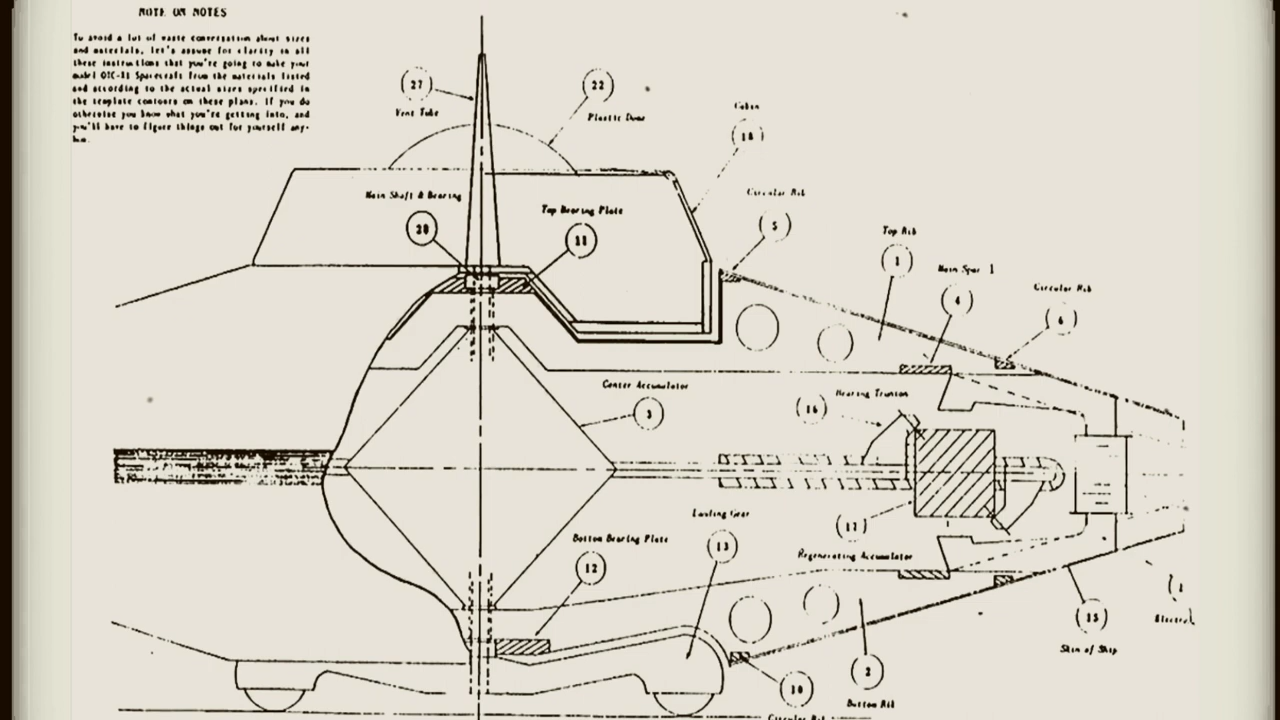 NOTE ON NOTES
To avoid a lot of waste conversation about sizes
and materials, let's assume for clarity in all
these instructions that you're going to make your
model OTC-X1 Spacecraft from the materials listed
and according to the actual sizes specified in
the template contours on these plans. If you do
otherwise you know what you're getting into, and
you'll have to figure things out for yourself any-
how.
27
Vent Tube
22
Plastic Dome
Cabin
18
Main Shaft & Bearing
20
Top Bearing Plate
11
Circular Rib
5
Top Rib
1
Main Spar 1
4
Circular Rib
6
Center Accumulator
3
Bearing Trunion
16
Landing Gear
13
17
Regenerating Accumulator
Bottom Bearing Plate
12
15
Skin of Ship
2
Bottom Rib
10
Circular Rib